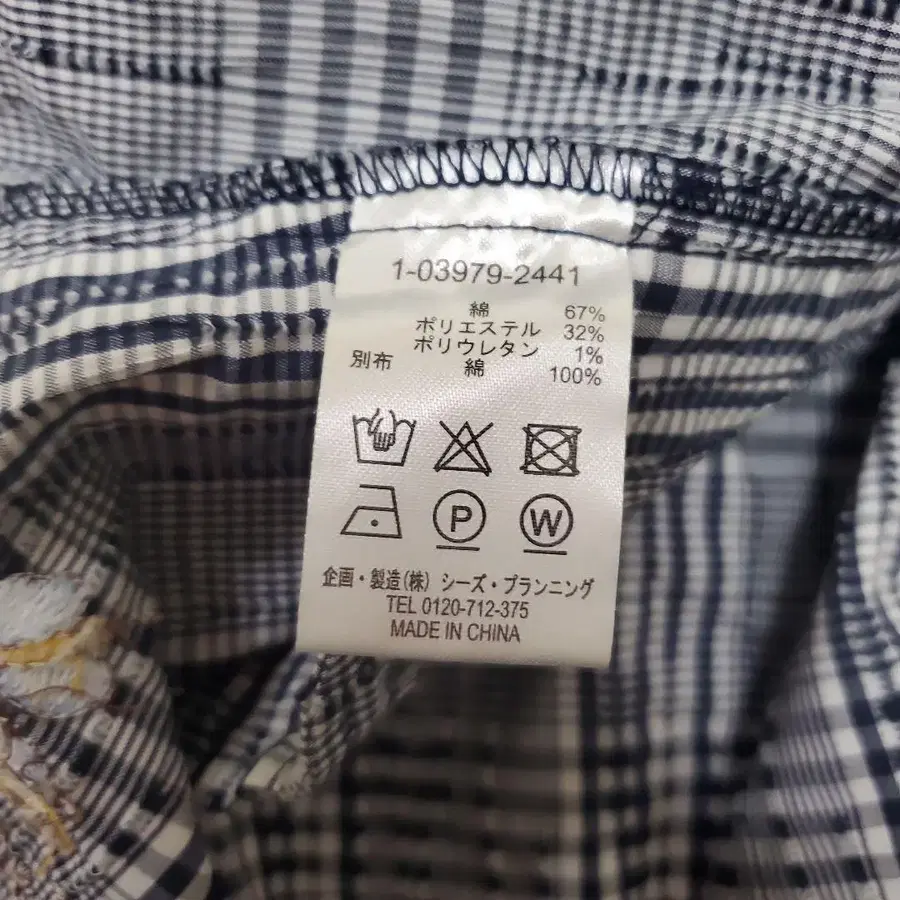 1-03979-2441
綿 67%
ポリエステル 32%
ポリウレタン 1%
別布 綿 100%
P W
企画・製造(株) シーズ・プランニング
TEL 0120-712-375
MADE IN CHINA